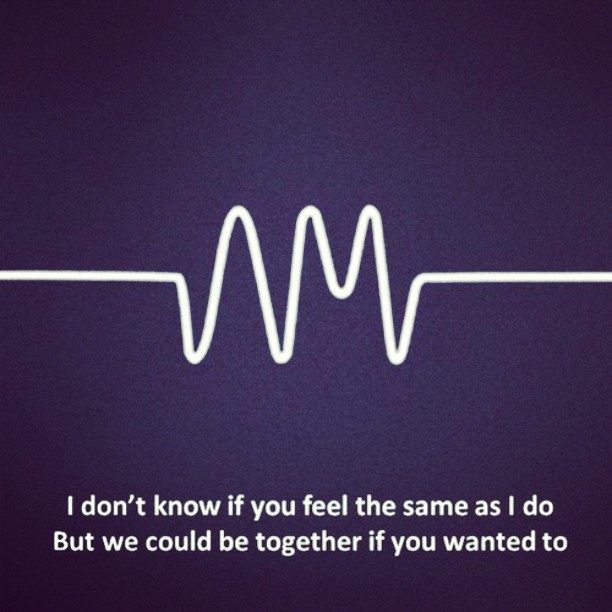 AM
I don't know if you feel the same as I do
But we could be together if you wanted to